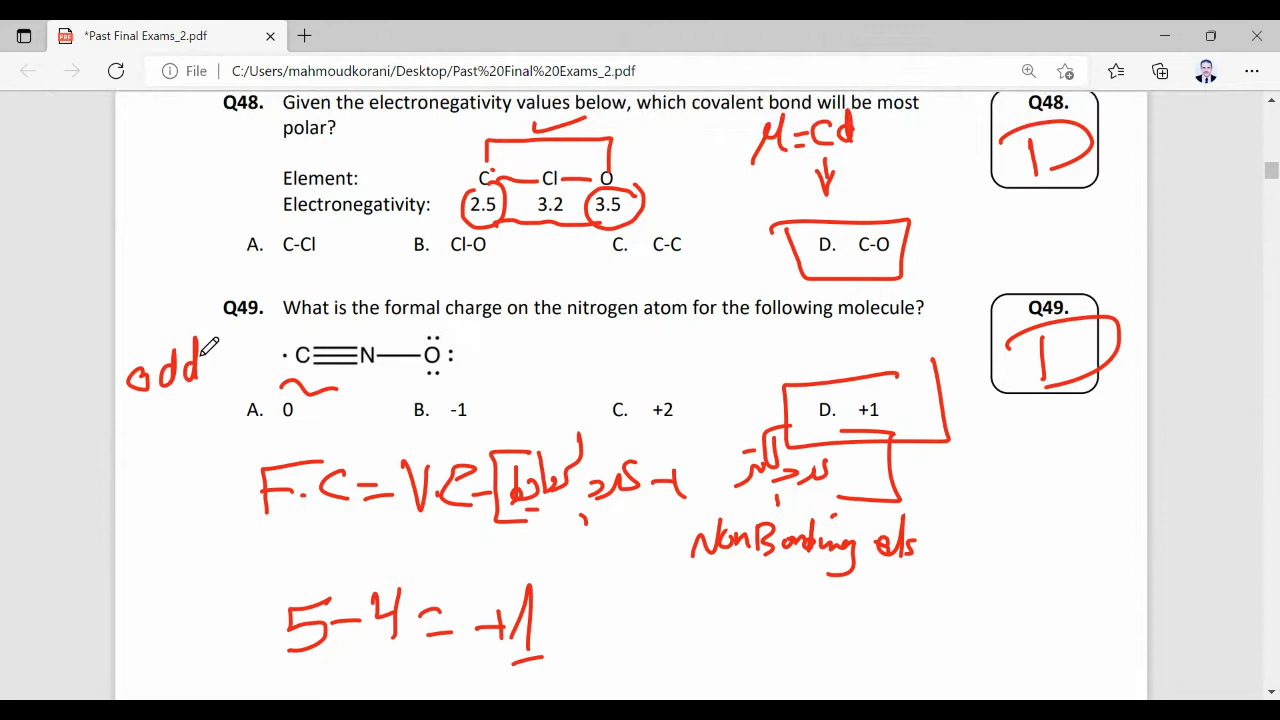 *Past Final Exams_2.pdf
File C:/Users/mahmoudkorani/Desktop/Past%20Final%20Exams_2.pdf
Q48. Given the electronegativity values below, which covalent bond will be most polar?
Q48.
D
μ=Cd
Element: C Cl O
Electronegativity: 2.5 3.2 3.5
A. C-Cl B. Cl-O C. C-C D. C-O
Q49. What is the formal charge on the nitrogen atom for the following molecule?
Q49.
D
odd
· C≡N—O :
A. 0 B. -1 C. +2 D. +1
F.C = V.e - [
NonBonding els
5-4= +1